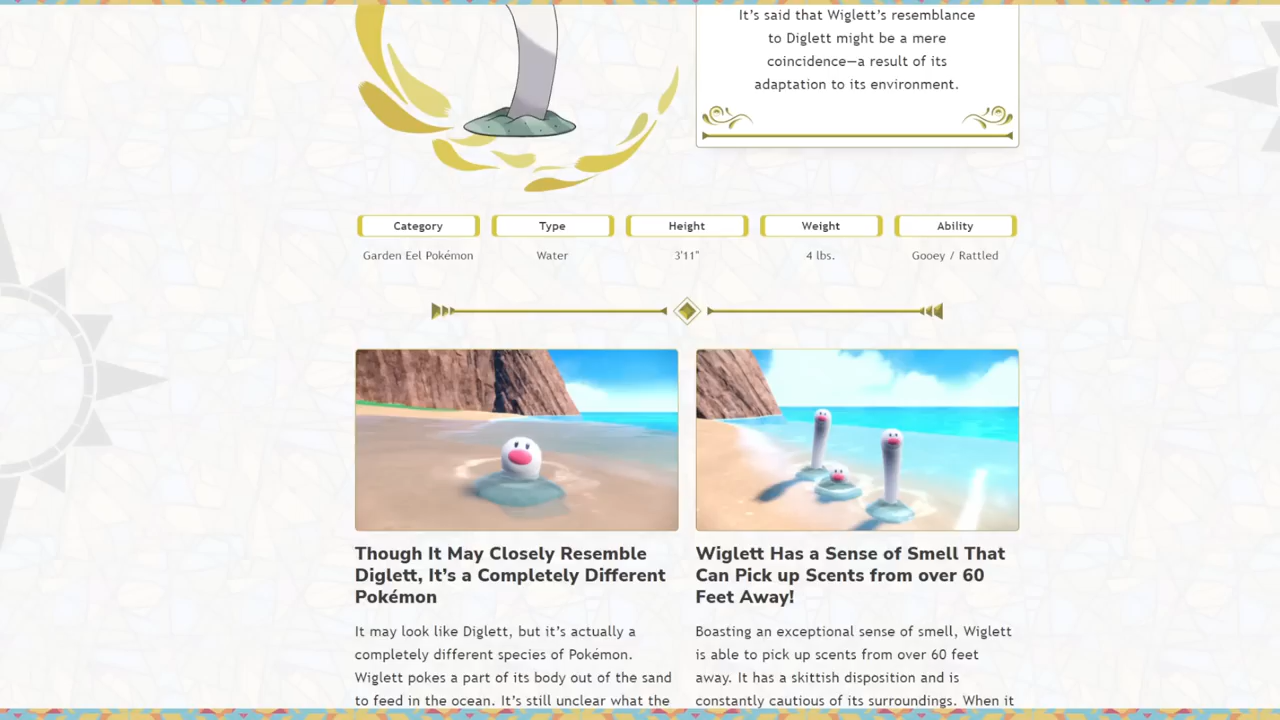 It’s said that Wiglett’s resemblance
to Diglett might be a mere
coincidence—a result of its
adaptation to its environment.
Category
Type
Height
Weight
Ability
Garden Eel Pokémon
Water
3'11"
4 lbs.
Gooey / Rattled
Though It May Closely Resemble
Diglett, It’s a Completely Different
Pokémon
It may look like Diglett, but it’s actually a
completely different species of Pokémon.
Wiglett pokes a part of its body out of the sand
to feed in the ocean. It’s still unclear what the
Wiglett Has a Sense of Smell That
Can Pick up Scents from over 60
Feet Away!
Boasting an exceptional sense of smell, Wiglett
is able to pick up scents from over 60 feet
away. It has a skittish disposition and is
constantly cautious of its surroundings. When it